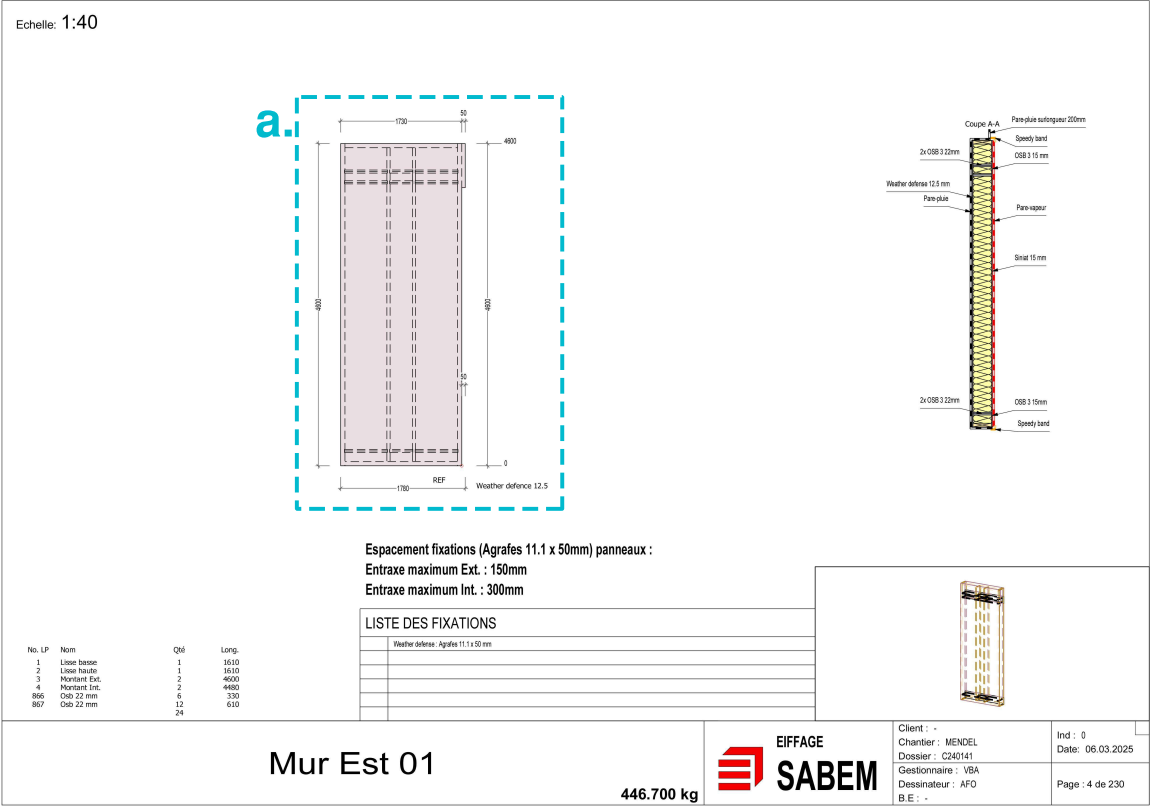 Echelle: 1:40
a.
1730
50
4600
4600
4600
50
0
REF
1780
Weather defence 12.5
Coupe A-A
Pare-pluie surlongueur 200mm
Speedy band
2x OSB 3 22mm
OSB 3 15 mm
Weather defense 12.5 mm
Pare-pluie
Pare-vapeur
Siniat 15 mm
2x OSB 3 22mm
OSB 3 15mm
Speedy band
Espacement fixations (Agrafes 11.1 x 50mm) panneaux :
Entraxe maximum Ext. : 150mm
Entraxe maximum Int. : 300mm
LISTE DES FIXATIONS
Weather defense : Agrafes 11.1 x 50 mm
No. LP Nom Qté Long.
1 Lisse basse 1 1610
2 Lisse haute 1 1610
3 Montant Ext. 2 4600
4 Montant Int. 2 4480
866 Osb 22 mm 6 330
867 Osb 22 mm 12 610
24
Mur Est 01
446.700 kg
EIFFAGE
SABEM
Client : -
Chantier : MENDEL
Dossier : C240141
Gestionnaire : VBA
Dessinateur : AFO
B.E : -
Ind : 0
Date: 06.03.2025
Page : 4 de 230